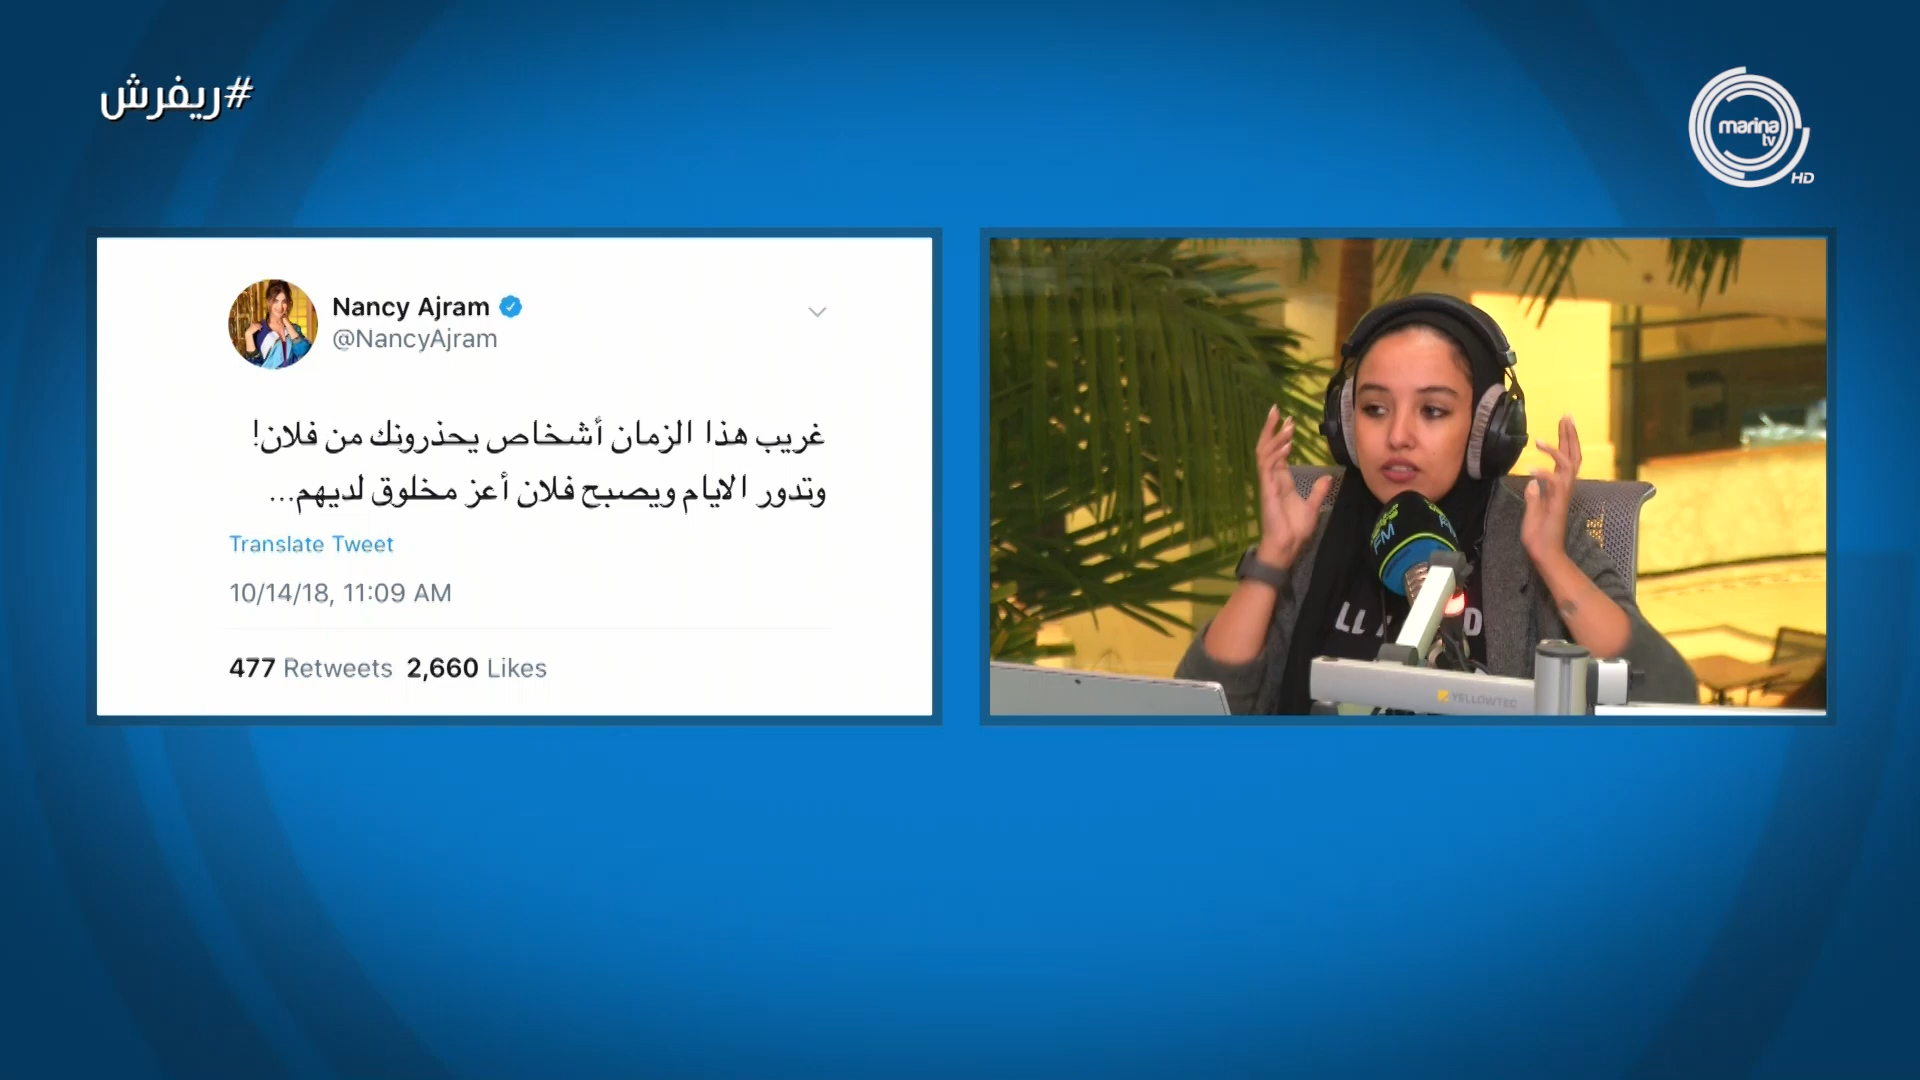 #ريفرش
marina
tv
HD
Nancy Ajram
@NancyAjram
غريب هذا الزمان أشخاص يحذرونك من فلان!
وتدور الايام ويصبح فلان أعز مخلوق لديهم...
Translate Tweet
10/14/18, 11:09 AM
477 Retweets 2,660 Likes
FM
YELLOWTEC